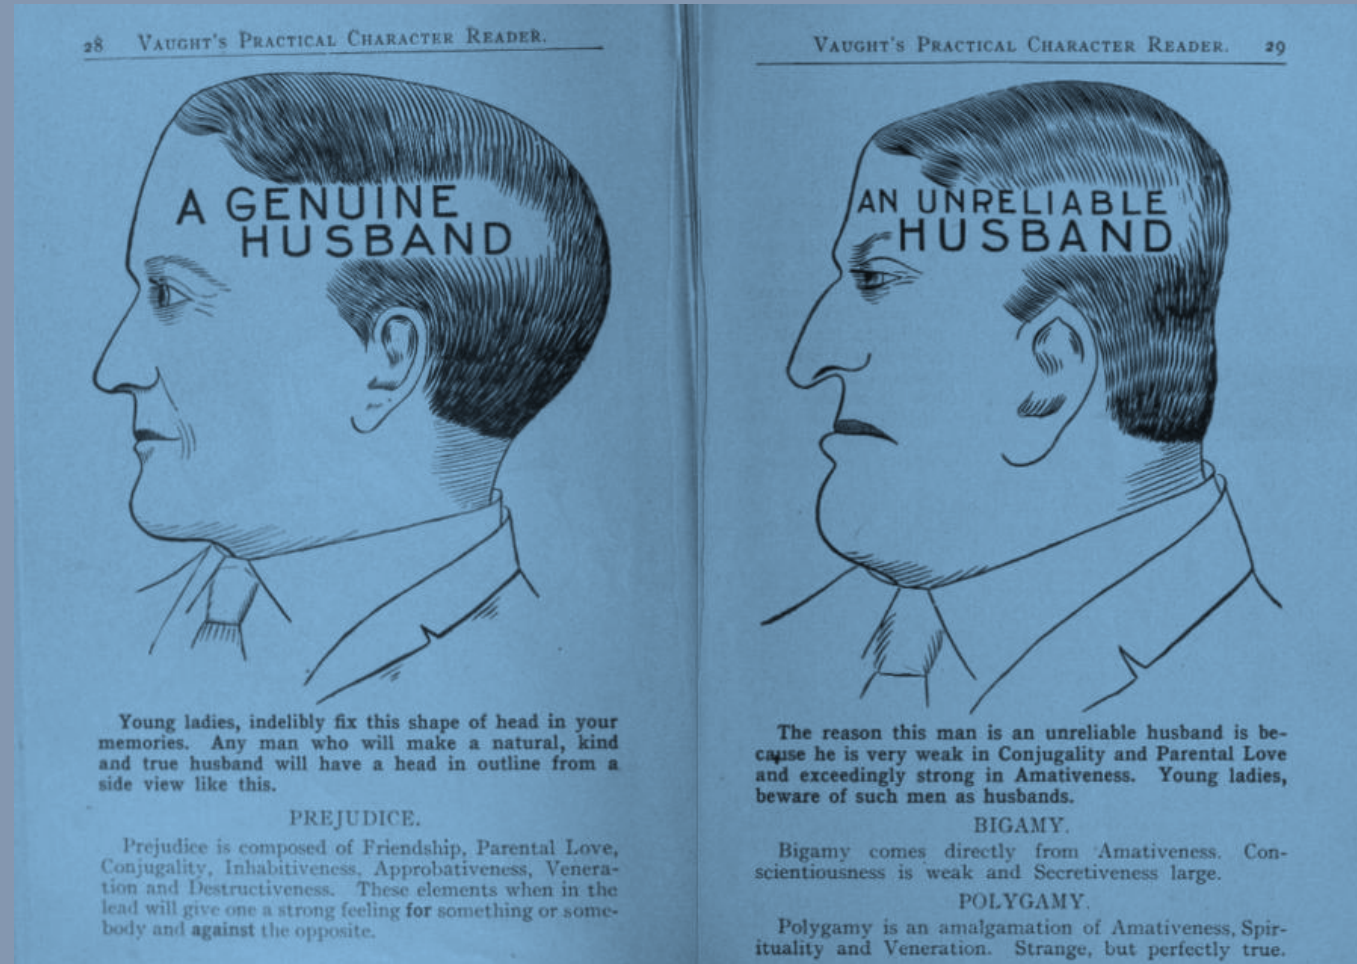 28 VAUGHT'S PRACTICAL CHARACTER READER.
A GENUINE
HUSBAND
Young ladies, indelibly fix this shape of head in your
memories. Any man who will make a natural, kind
and true husband will have a head in outline from a
side view like this.
PREJUDICE.
Prejudice is composed of Friendship, Parental Love,
Conjugality, Inhabitiveness, Approbativeness, Venera-
tion and Destructiveness. These elements when in the
lead will give one a strong feeling for something or some-
body and against the opposite.
VAUGHT'S PRACTICAL CHARACTER READER. 29
AN UNRELIABLE
HUSBAND
The reason this man is an unreliable husband is be-
cause he is very weak in Conjugality and Parental Love
and exceedingly strong in Amativeness. Young ladies,
beware of such men as husbands.
BIGAMY.
Bigamy comes directly from Amativeness. Con-
scientiousness is weak and Secretiveness large.
POLYGAMY.
Polygamy is an amalgamation of Amativeness, Spir-
ituality and Veneration. Strange, but perfectly true.